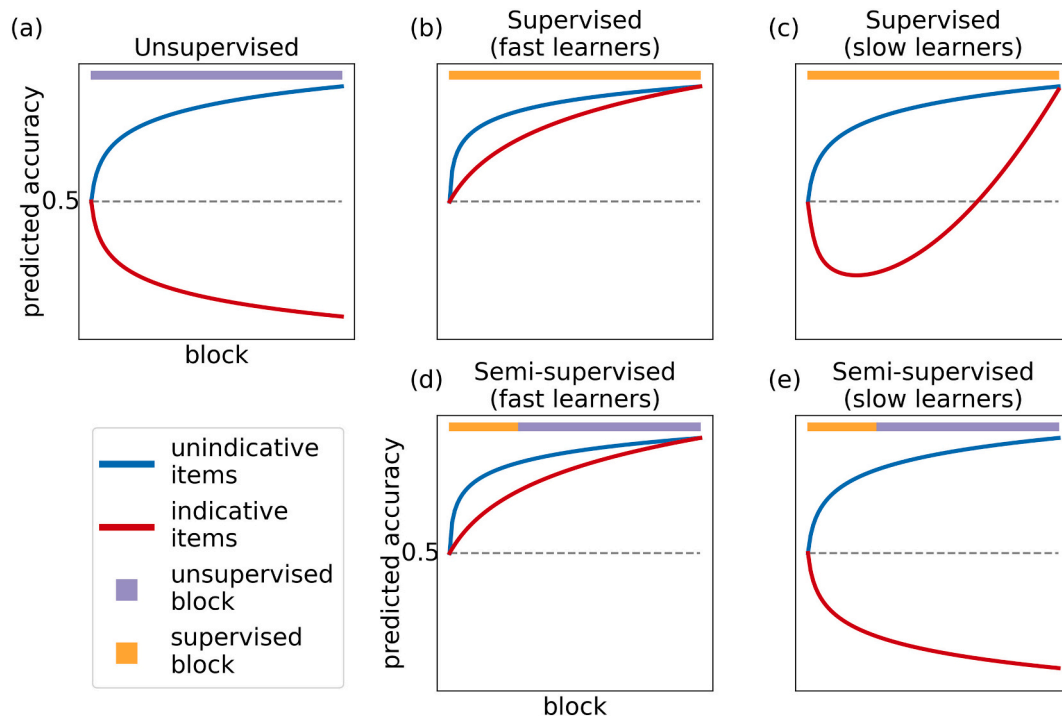 (a)
Unsupervised
predicted accuracy
0.5
block
(b)
Supervised
(fast learners)
(c)
Supervised
(slow learners)
unindicative
items
indicative
items
unsupervised
block
supervised
block
(d)
Semi-supervised
(fast learners)
predicted accuracy
0.5
block
(e)
Semi-supervised
(slow learners)